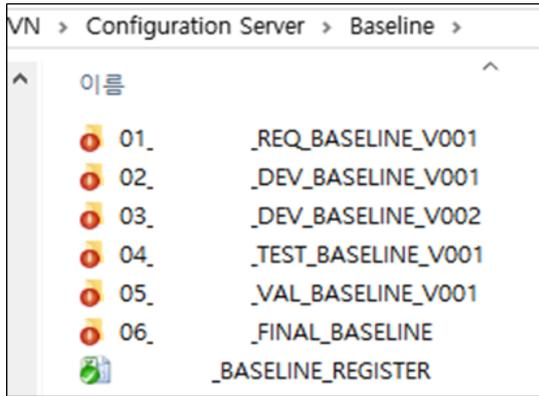 VN > Configuration Server > Baseline >
이름
01_ _REQ_BASELINE_V001
02_ _DEV_BASELINE_V001
03_ _DEV_BASELINE_V002
04_ _TEST_BASELINE_V001
05_ _VAL_BASELINE_V001
06_ _FINAL_BASELINE
_BASELINE_REGISTER